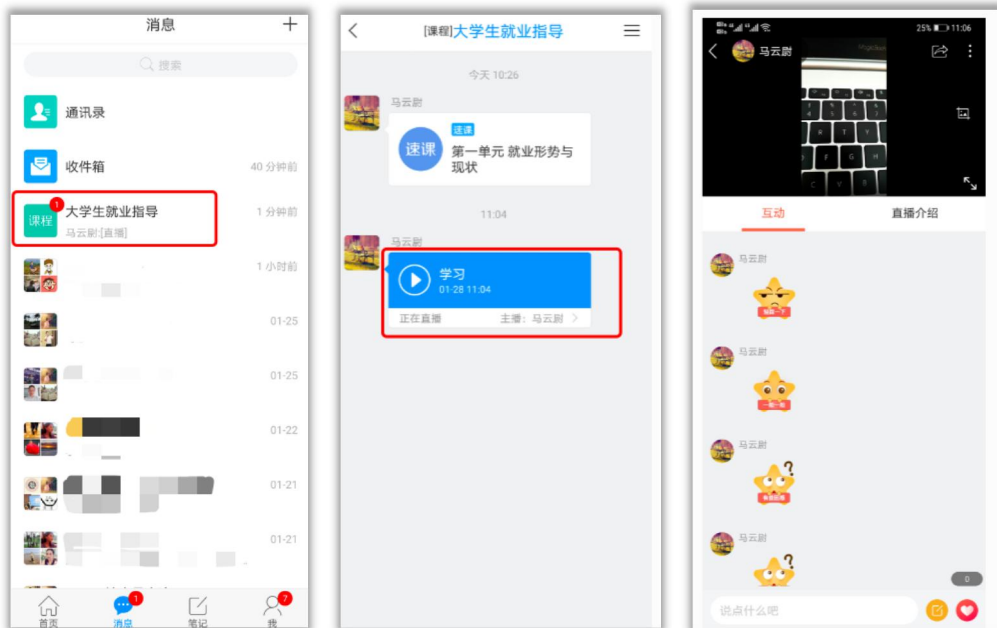 消息
搜索
通讯录
收件箱
40 分钟前
课程
1
大学生就业指导
1 分钟前
马云尉:[直播]
1 小时前
01-25
01-25
01-22
01-21
01-21
首页
1
消息
笔记
7
我
[课程]大学生就业指导
今天 10:26
马云尉
速课
速课
第一单元 就业形势与
现状
11:04
马云尉
学习
01-28 11:04
正在直播
主播：马云尉
25%
11:06
马云尉
互动
直播介绍
马云尉
马云尉
马云尉
马云尉
0
说点什么吧